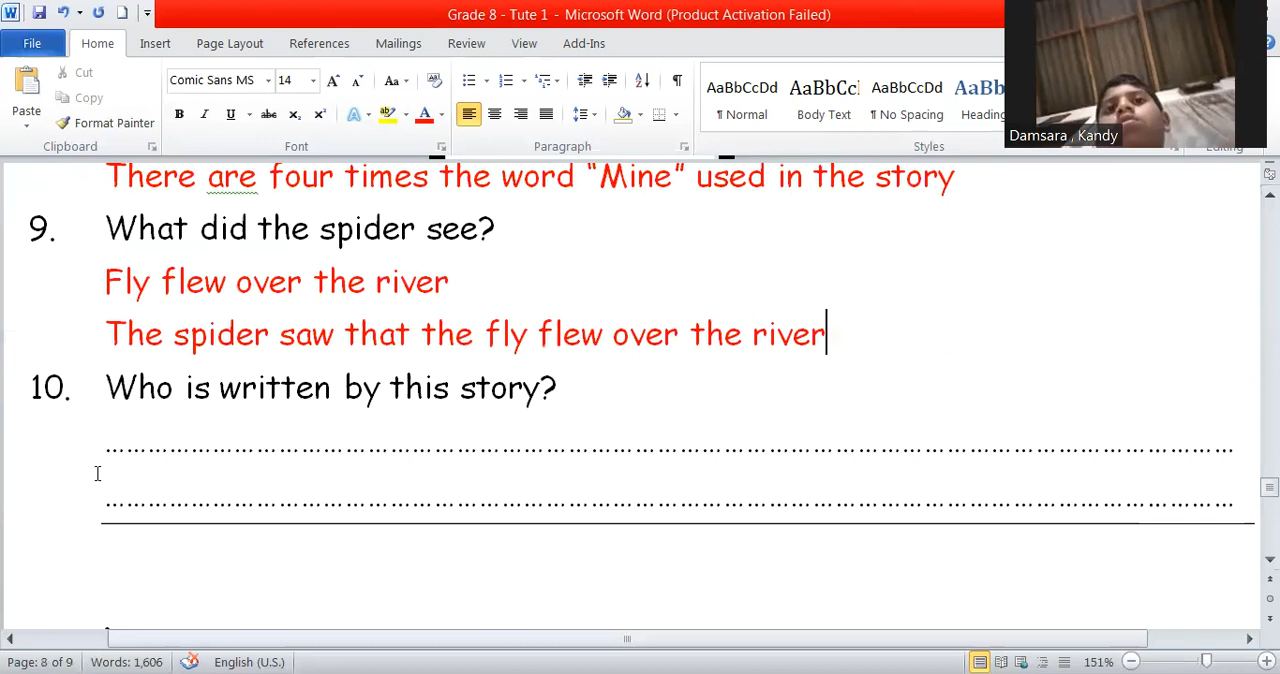 Grade 8 - Tute 1 - Microsoft Word (Product Activation Failed)
File Home Insert Page Layout References Mailings Review View Add-Ins
Paste
Cut
Copy
Format Painter
Clipboard
Comic Sans MS 14
Font
Paragraph
AaBbCcDd AaBbCcI AaBbCcDd AaBbC
¶ Normal Body Text ¶ No Spacing Heading
Styles
Editing
Damsara , Kandy
There are four times the word “Mine” used in the story
9. What did the spider see?
Fly flew over the river
The spider saw that the fly flew over the river
10. Who is written by this story?
Page: 8 of 9 Words: 1,606 English (U.S.) 151%